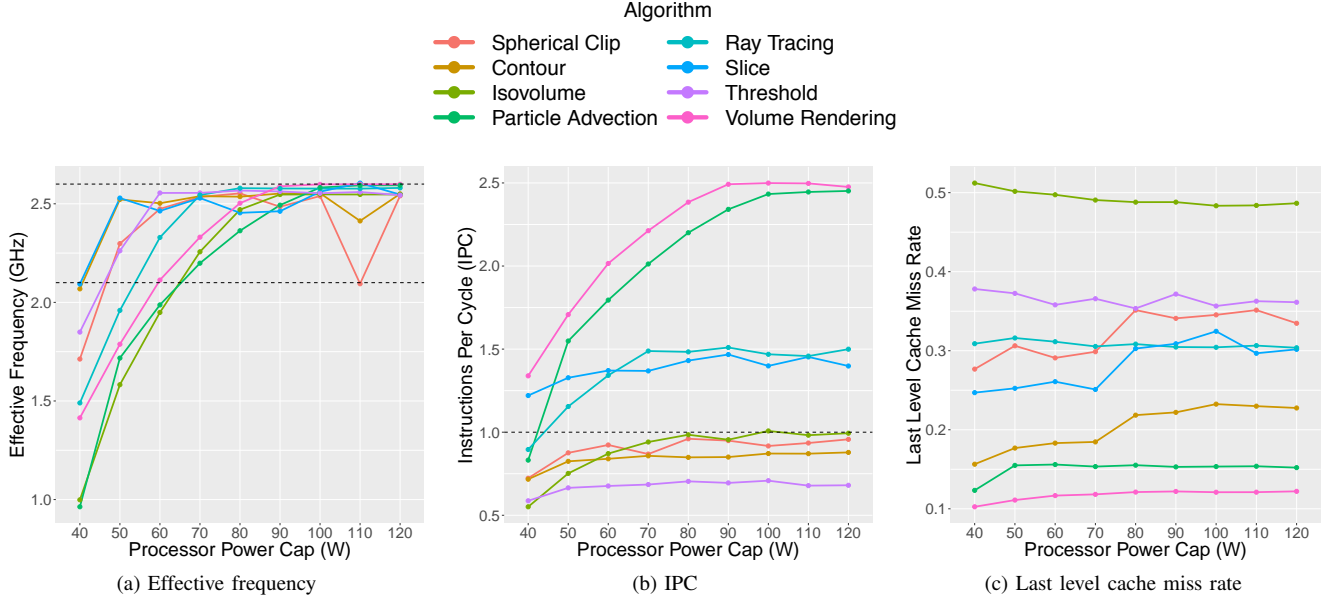 Algorithm
Spherical Clip
Contour
Isovolume
Particle Advection
Ray Tracing
Slice
Threshold
Volume Rendering
Effective Frequency (GHz)
2.5
2.0
1.5
1.0
40 50 60 70 80 90 100 110 120
Processor Power Cap (W)
(a) Effective frequency
Instructions Per Cycle (IPC)
2.5
2.0
1.5
1.0
0.5
40 50 60 70 80 90 100 110 120
Processor Power Cap (W)
(b) IPC
Last Level Cache Miss Rate
0.5
0.4
0.3
0.2
0.1
40 50 60 70 80 90 100 110 120
Processor Power Cap (W)
(c) Last level cache miss rate